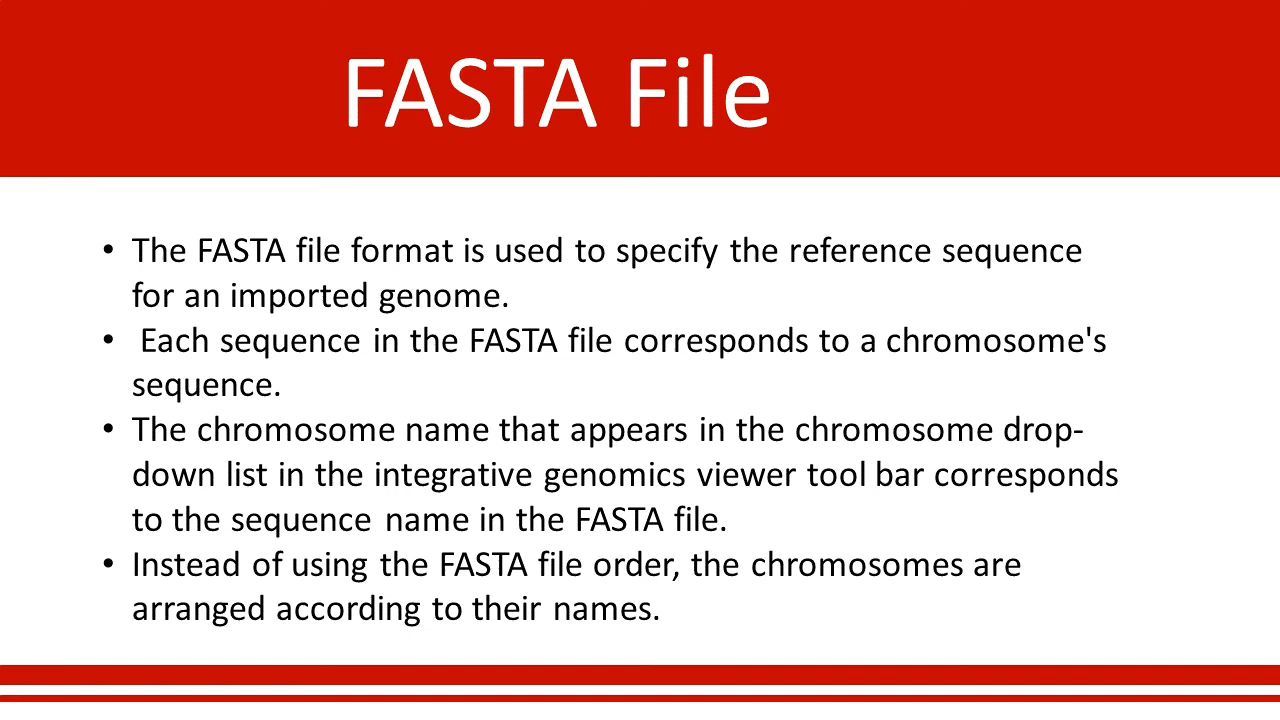 FASTA File
• The FASTA file format is used to specify the reference sequence
for an imported genome.
• Each sequence in the FASTA file corresponds to a chromosome's
sequence.
• The chromosome name that appears in the chromosome drop-
down list in the integrative genomics viewer tool bar corresponds
to the sequence name in the FASTA file.
• Instead of using the FASTA file order, the chromosomes are
arranged according to their names.